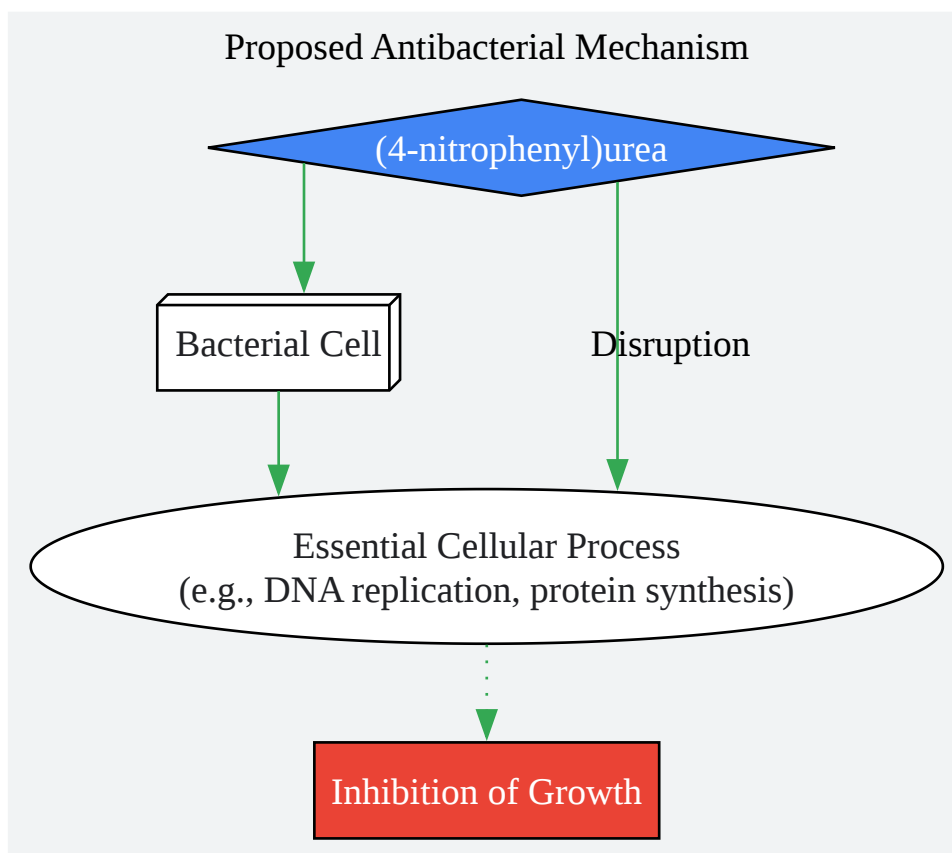 Proposed Antibacterial Mechanism
(4-nitrophenyl)urea
Bacterial Cell
Disruption
Essential Cellular Process
(e.g., DNA replication, protein synthesis)
Inhibition of Growth